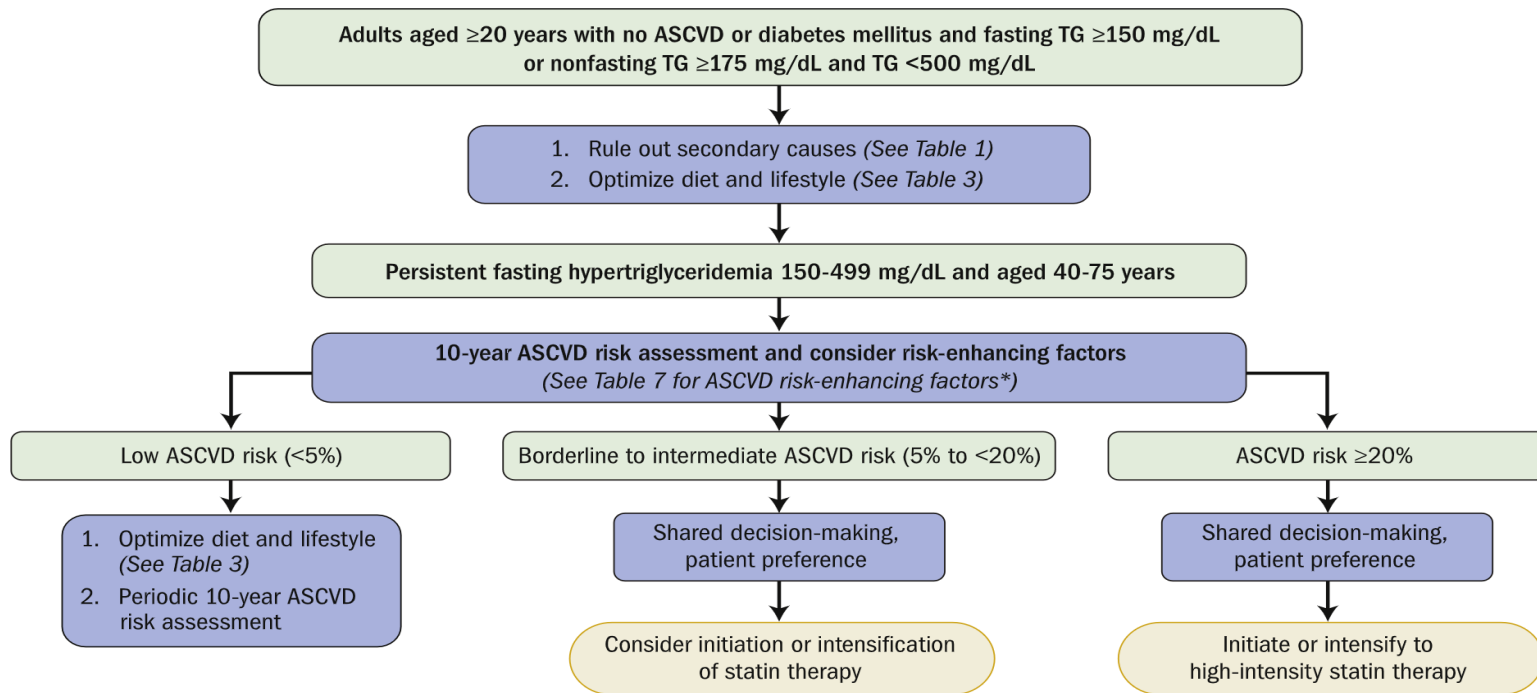 Adults aged ≥20 years with no ASCVD or diabetes mellitus and fasting TG ≥150 mg/dL
or nonfasting TG ≥175 mg/dL and TG <500 mg/dL
1. Rule out secondary causes (See Table 1)
2. Optimize diet and lifestyle (See Table 3)
Persistent fasting hypertriglyceridemia 150-499 mg/dL and aged 40-75 years
10-year ASCVD risk assessment and consider risk-enhancing factors
(See Table 7 for ASCVD risk-enhancing factors*)
Low ASCVD risk (<5%)
1. Optimize diet and lifestyle
(See Table 3)
2. Periodic 10-year ASCVD
risk assessment
Borderline to intermediate ASCVD risk (5% to <20%)
Shared decision-making,
patient preference
Consider initiation or intensification
of statin therapy
ASCVD risk ≥20%
Shared decision-making,
patient preference
Initiate or intensify to
high-intensity statin therapy